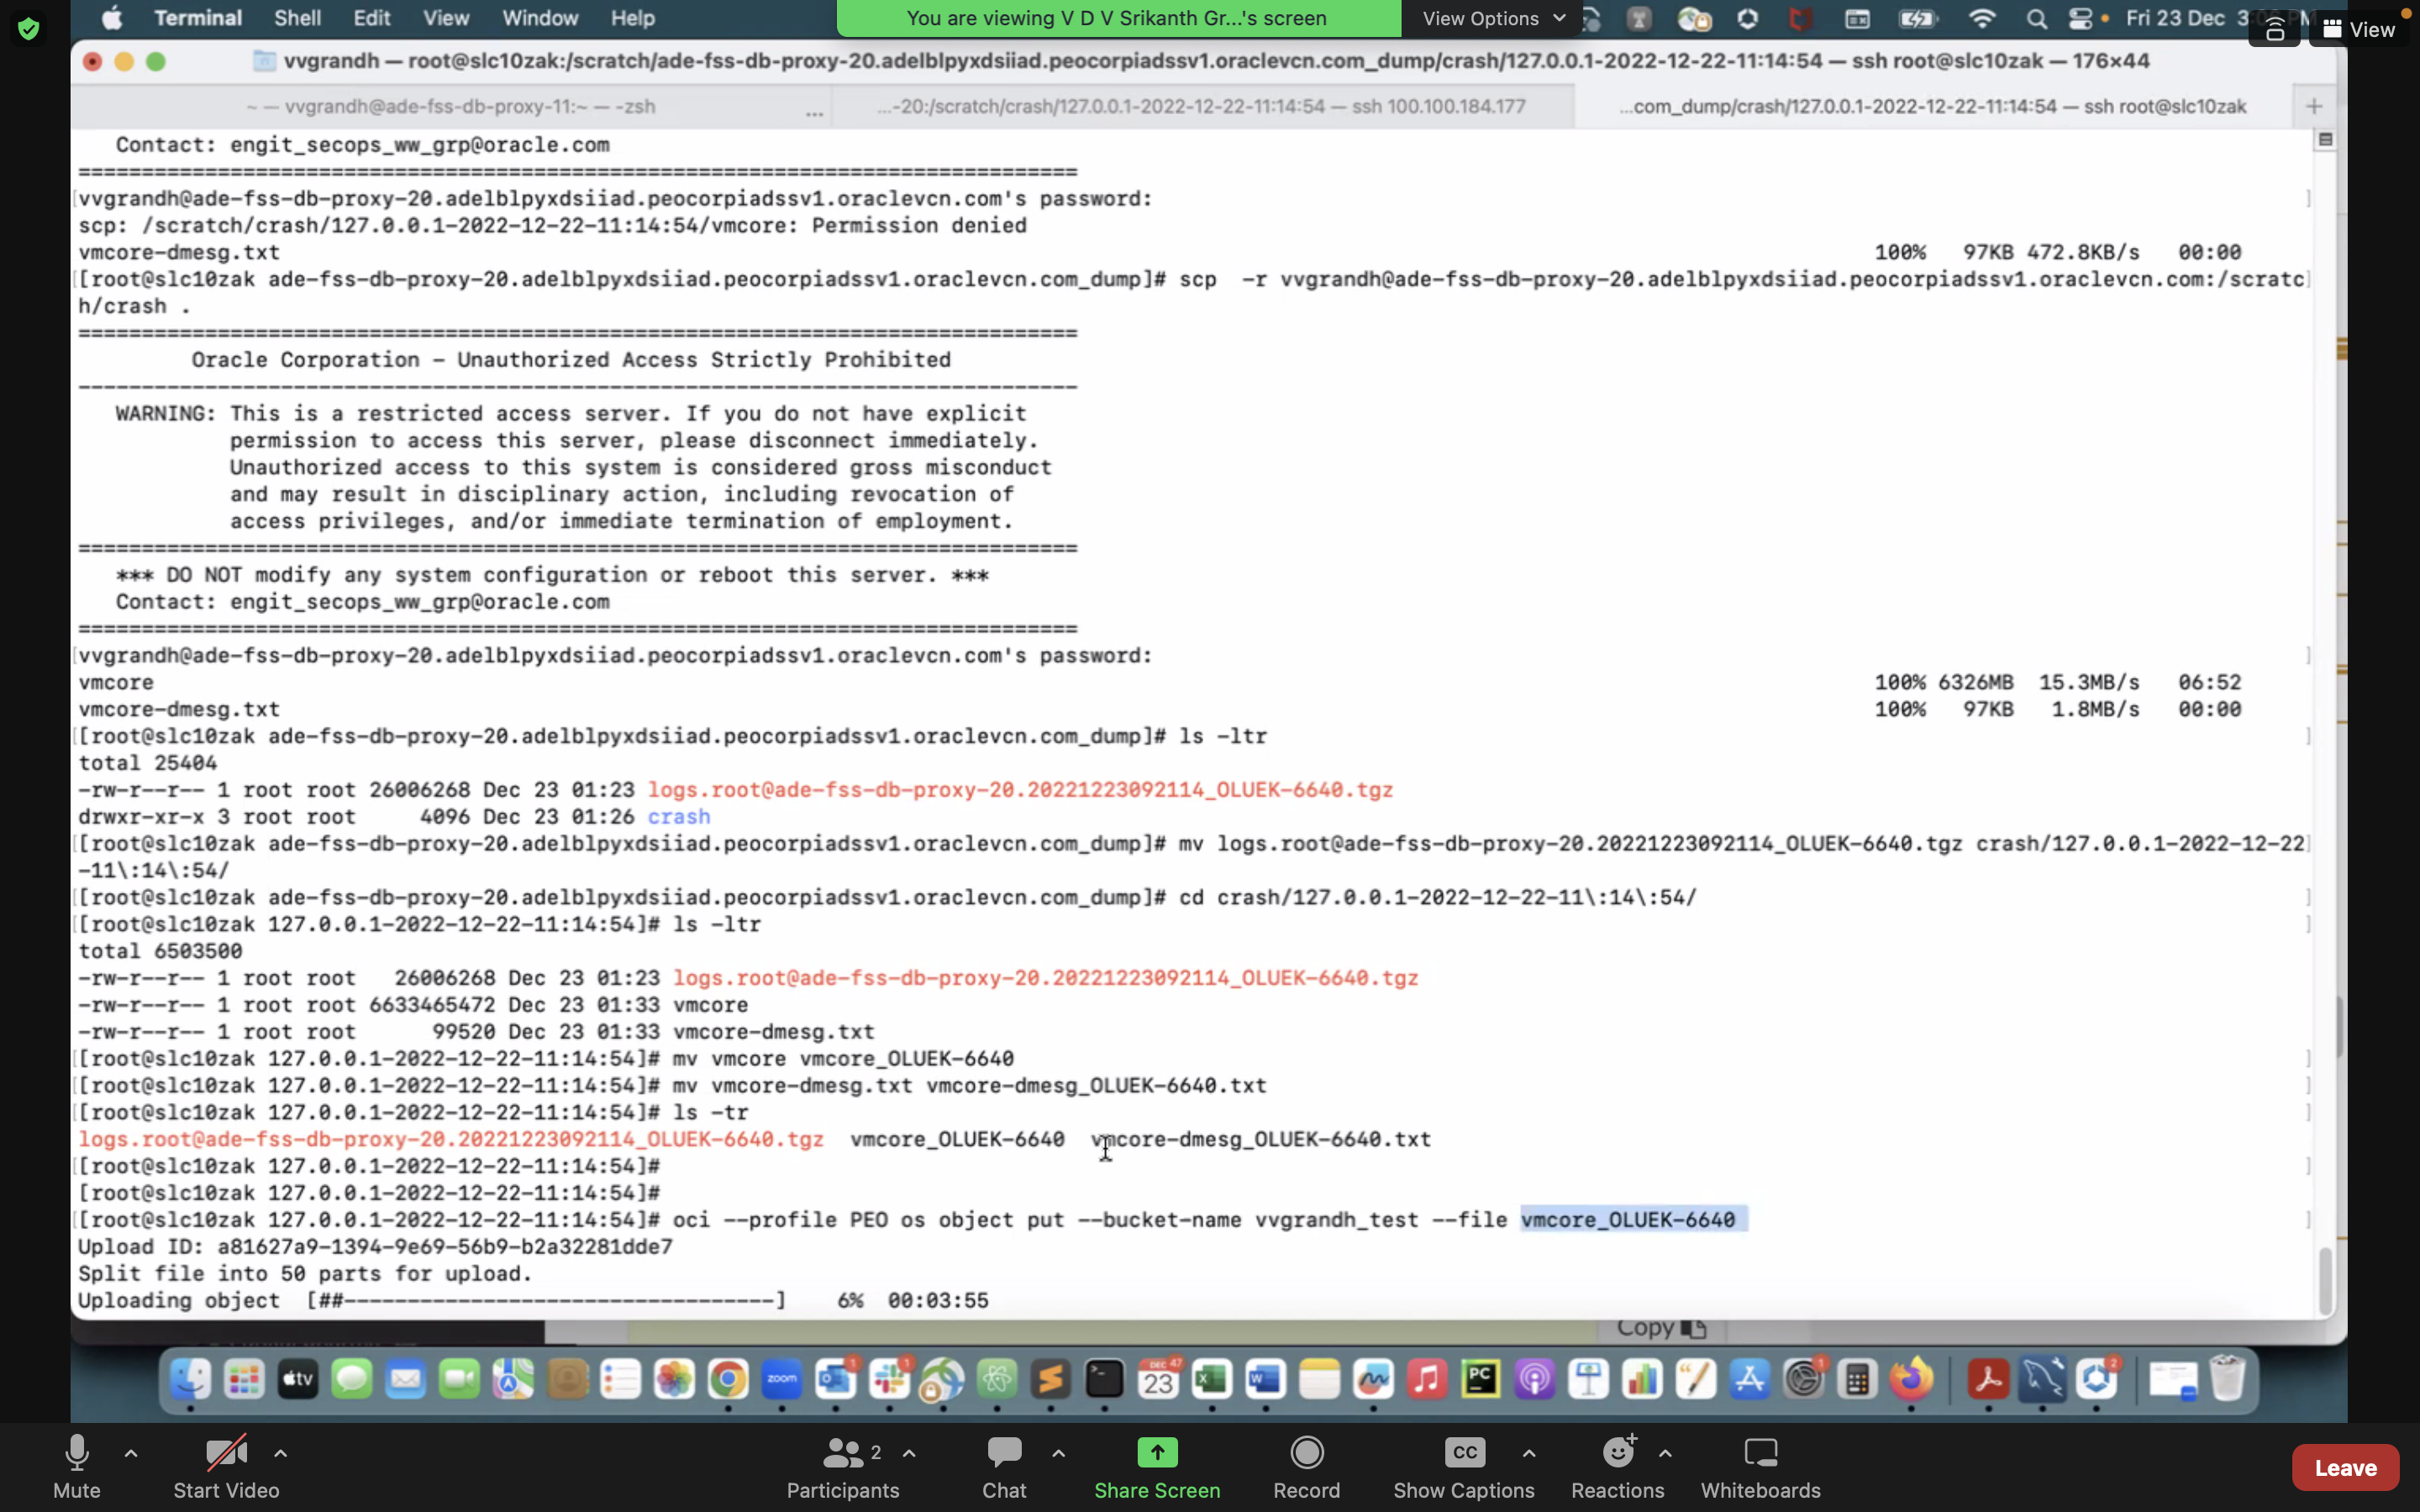 Terminal Shell Edit View Window Help
You are viewing V D V Srikanth Gr...'s screen
View Options
Fri 23 Dec
View
vvgrandh — root@slc10zak:/scratch/ade-fss-db-proxy-20.adelblpyxdsiiad.peocorpiadssv1.oraclevcn.com_dump/crash/127.0.0.1-2022-12-22-11:14:54 — ssh root@slc10zak — 176×44
~ — vvgrandh@ade-fss-db-proxy-11:~ — -zsh ...
...-20:/scratch/crash/127.0.0.1-2022-12-22-11:14:54 — ssh 100.100.184.177
...com_dump/crash/127.0.0.1-2022-12-22-11:14:54 — ssh root@slc10zak
Contact: engit_secops_ww_grp@oracle.com
===============================================================================
[vvgrandh@ade-fss-db-proxy-20.adelblpyxdsiiad.peocorpiadssv1.oraclevcn.com's password: ]
scp: /scratch/crash/127.0.0.1-2022-12-22-11:14:54/vmcore: Permission denied
vmcore-dmesg.txt 100% 97KB 472.8KB/s 00:00
[[root@slc10zak ade-fss-db-proxy-20.adelblpyxdsiiad.peocorpiadssv1.oraclevcn.com_dump]# scp -r vvgrandh@ade-fss-db-proxy-20.adelblpyxdsiiad.peocorpiadssv1.oraclevcn.com:/scratc]
h/crash .
===============================================================================
Oracle Corporation - Unauthorized Access Strictly Prohibited
-------------------------------------------------------------------------------
WARNING: This is a restricted access server. If you do not have explicit
permission to access this server, please disconnect immediately.
Unauthorized access to this system is considered gross misconduct
and may result in disciplinary action, including revocation of
access privileges, and/or immediate termination of employment.
===============================================================================
*** DO NOT modify any system configuration or reboot this server. ***
Contact: engit_secops_ww_grp@oracle.com
===============================================================================
[vvgrandh@ade-fss-db-proxy-20.adelblpyxdsiiad.peocorpiadssv1.oraclevcn.com's password: ]
vmcore 100% 6326MB 15.3MB/s 06:52
vmcore-dmesg.txt 100% 97KB 1.8MB/s 00:00
[[root@slc10zak ade-fss-db-proxy-20.adelblpyxdsiiad.peocorpiadssv1.oraclevcn.com_dump]# ls -ltr ]
total 25404
-rw-r--r-- 1 root root 26006268 Dec 23 01:23 logs.root@ade-fss-db-proxy-20.20221223092114_OLUEK-6640.tgz
drwxr-xr-x 3 root root 4096 Dec 23 01:26 crash
[[root@slc10zak ade-fss-db-proxy-20.adelblpyxdsiiad.peocorpiadssv1.oraclevcn.com_dump]# mv logs.root@ade-fss-db-proxy-20.20221223092114_OLUEK-6640.tgz crash/127.0.0.1-2022-12-22]
-11\:14\:54/
[[root@slc10zak ade-fss-db-proxy-20.adelblpyxdsiiad.peocorpiadssv1.oraclevcn.com_dump]# cd crash/127.0.0.1-2022-12-22-11\:14\:54/ ]
[[root@slc10zak 127.0.0.1-2022-12-22-11:14:54]# ls -ltr ]
total 6503500
-rw-r--r-- 1 root root 26006268 Dec 23 01:23 logs.root@ade-fss-db-proxy-20.20221223092114_OLUEK-6640.tgz
-rw-r--r-- 1 root root 6633465472 Dec 23 01:33 vmcore
-rw-r--r-- 1 root root 99520 Dec 23 01:33 vmcore-dmesg.txt
[[root@slc10zak 127.0.0.1-2022-12-22-11:14:54]# mv vmcore vmcore_OLUEK-6640 ]
[[root@slc10zak 127.0.0.1-2022-12-22-11:14:54]# mv vmcore-dmesg.txt vmcore-dmesg_OLUEK-6640.txt ]
[[root@slc10zak 127.0.0.1-2022-12-22-11:14:54]# ls -tr ]
logs.root@ade-fss-db-proxy-20.20221223092114_OLUEK-6640.tgz vmcore_OLUEK-6640 vmcore-dmesg_OLUEK-6640.txt
[[root@slc10zak 127.0.0.1-2022-12-22-11:14:54]# ]
[root@slc10zak 127.0.0.1-2022-12-22-11:14:54]#
[[root@slc10zak 127.0.0.1-2022-12-22-11:14:54]# oci --profile PEO os object put --bucket-name vvgrandh_test --file vmcore_OLUEK-6640 ]
Upload ID: a81627a9-1394-9e69-56b9-b2a32281dde7
Split file into 50 parts for upload.
Uploading object [##----------------------------------] 6% 00:03:55
Copy
tv
zoom
1
1
DEC 47
23
PC
1
2
Mute
Start Video
Participants 2
Chat
Share Screen
Record
CC
Show Captions
Reactions
Whiteboards
Leave